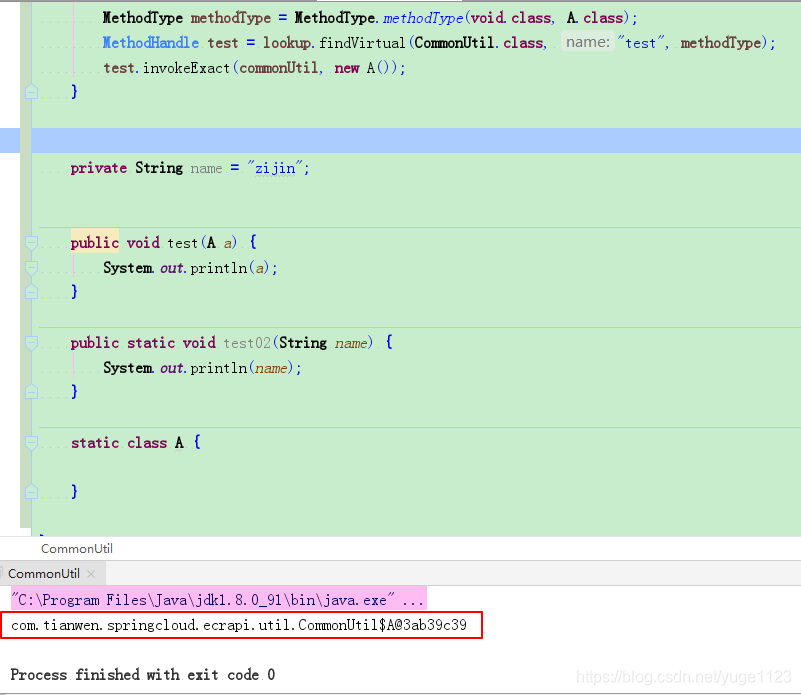 MethodType methodType = MethodType.methodType(void.class, A.class);
MethodHandle test = lookup.findVirtual(CommonUtil.class, name: "test", methodType);
test.invokeExact(commonUtil, new A());
}
private String name = "zijin";
public void test(A a) {
System.out.println(a);
}
public static void test02(String name) {
System.out.println(name);
}
static class A {
}
CommonUtil
CommonUtil ×
"C:\Program Files\Java\jdk1.8.0_91\bin\java.exe" ...
com.tianwen.springcloud.ecrapi.util.CommonUtil$A@3ab39c39
Process finished with exit code 0
https://blog.csdn.net/yuge1123